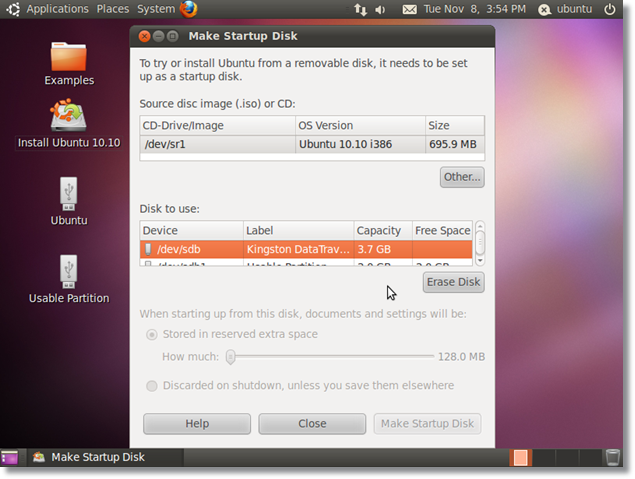 Applications Places System Tue Nov 8, 3:54 PM ubuntu
Make Startup Disk
To try or install Ubuntu from a removable disk, it needs to be set
up as a startup disk.
Source disc image (.iso) or CD:
CD-Drive/Image OS Version Size
/dev/sr1 Ubuntu 10.10 i386 695.9 MB
Other...
Disk to use:
Device Label Capacity Free Space
/dev/sdb Kingston DataTrav... 3.7 GB
/dev/sdb1 Usable Partition
Erase Disk
When starting up from this disk, documents and settings will be:
Stored in reserved extra space
How much: 128.0 MB
Discarded on shutdown, unless you save them elsewhere
Help Close Make Startup Disk
Examples
Install Ubuntu 10.10
Ubuntu
Usable Partition
Make Startup Disk